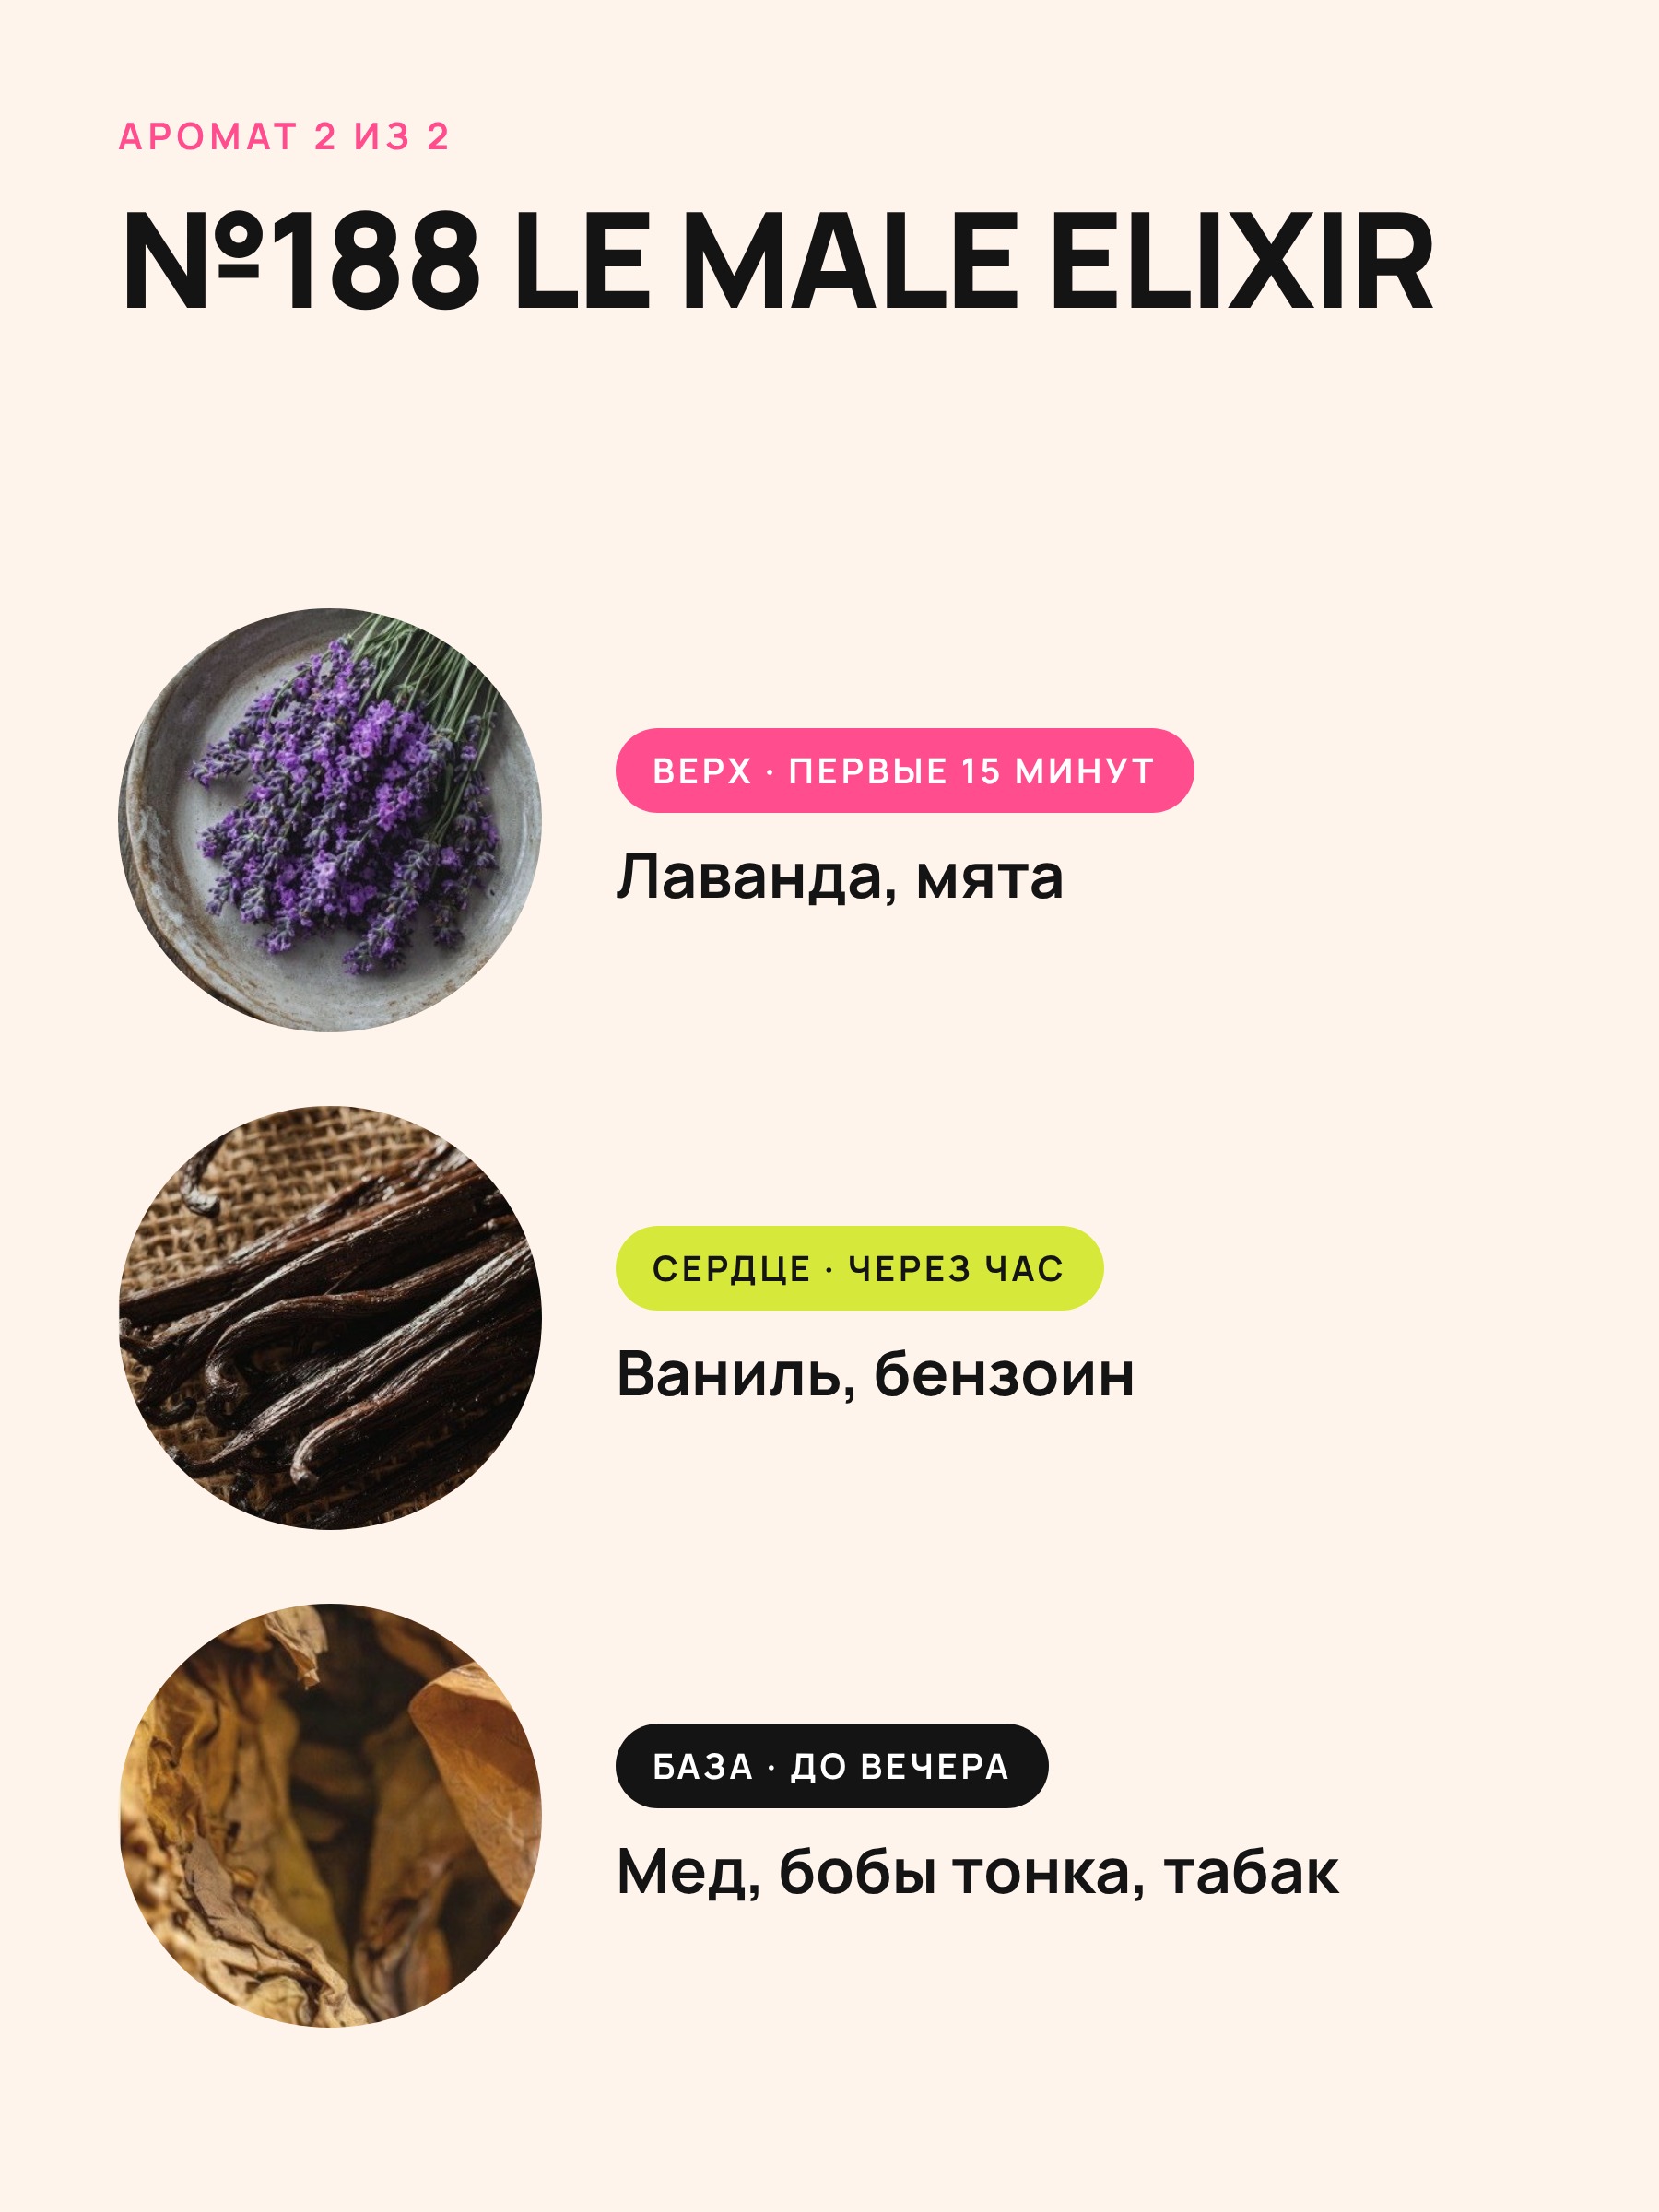 АРОМАТ 2 ИЗ 2
№188 LE MALE ELIXIR
ВЕРХ · ПЕРВЫЕ 15 МИНУТ
Лаванда, мята
СЕРДЦЕ · ЧЕРЕЗ ЧАС
Ваниль, бензоин
БАЗА · ДО ВЕЧЕРА
Мед, бобы тонка, табак